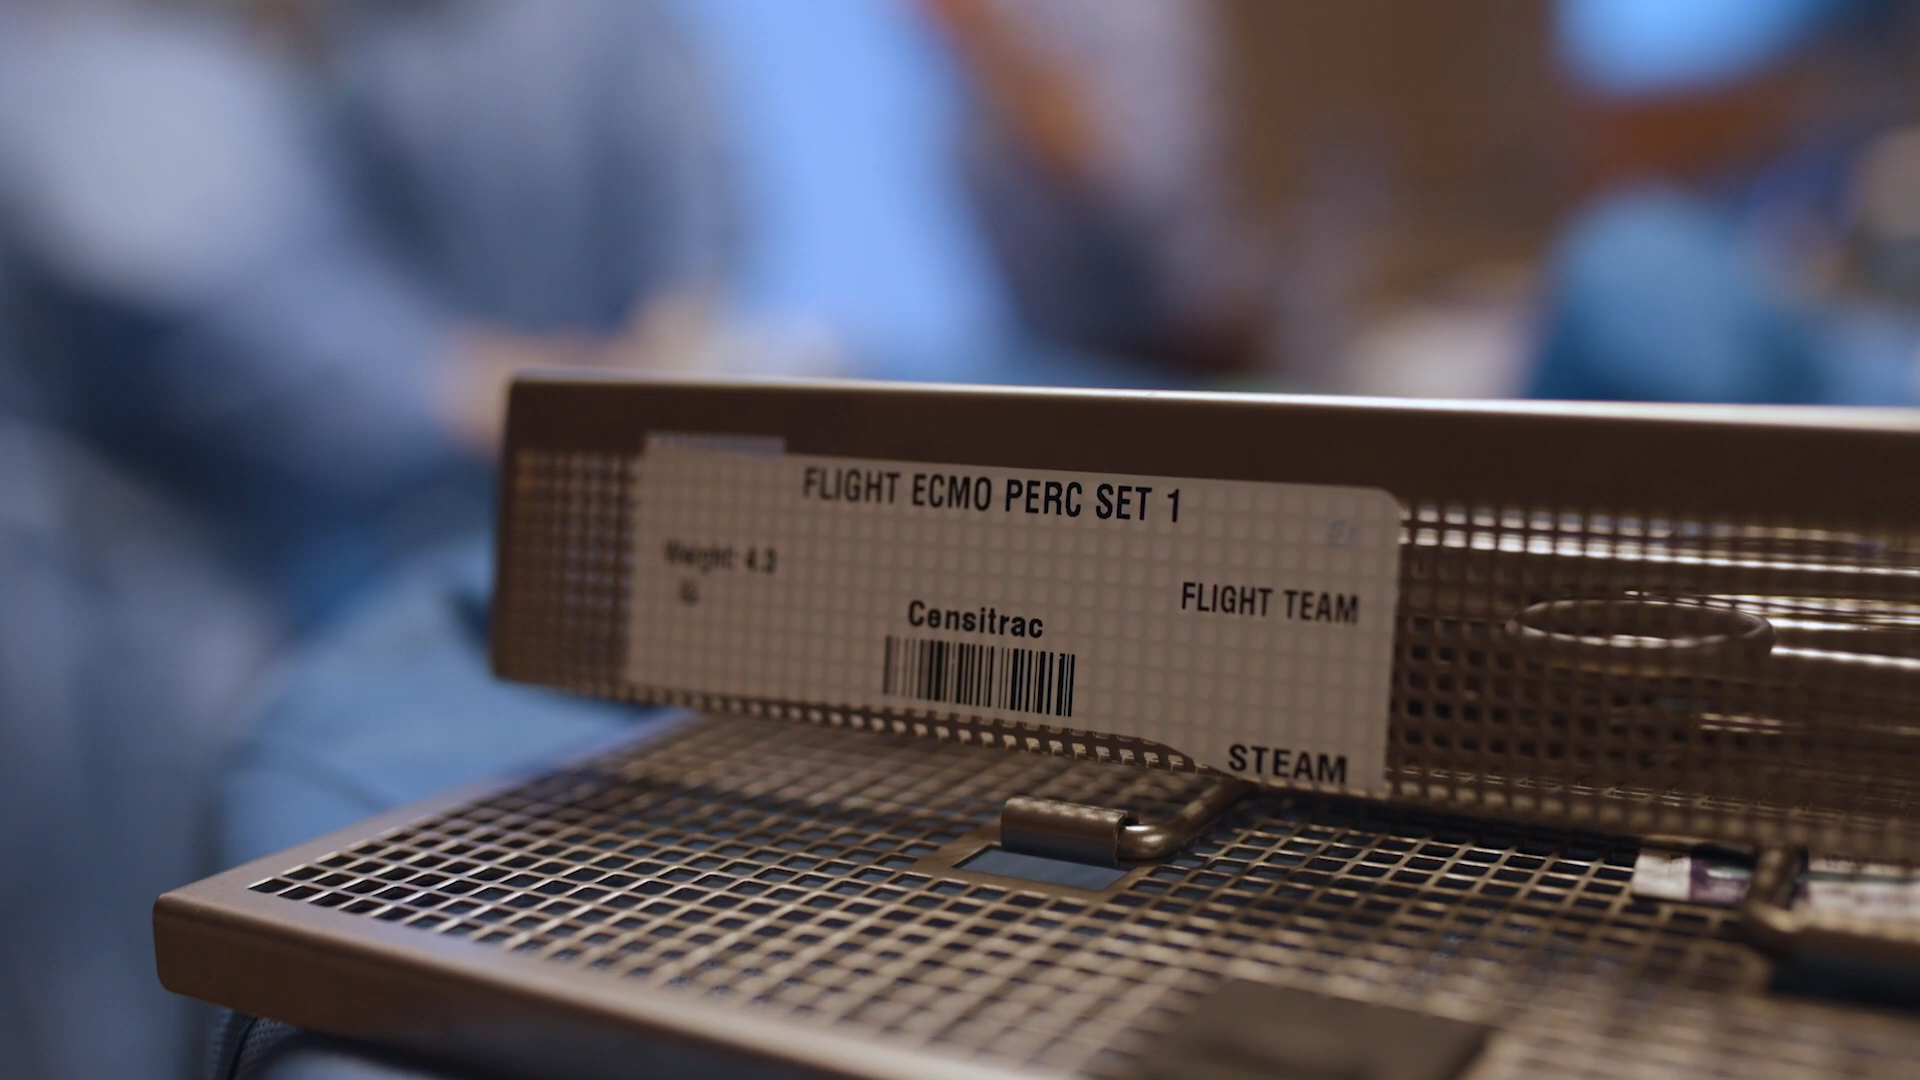 FLIGHT ECMO PERC SET 1
Weight: 4.3
FLIGHT TEAM
Censitrac
STEAM